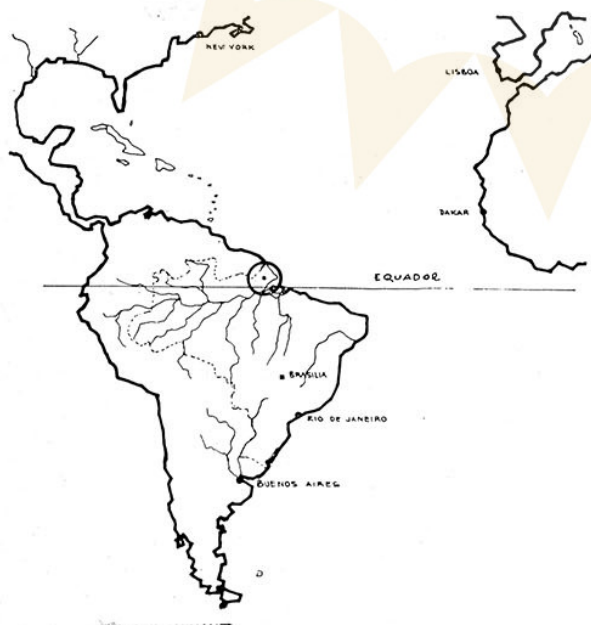 NEW YORK
LISBOA
DAKAR
EQUADOR
BRASILIA
RIO DE JANEIRO
BUENOS AIRES